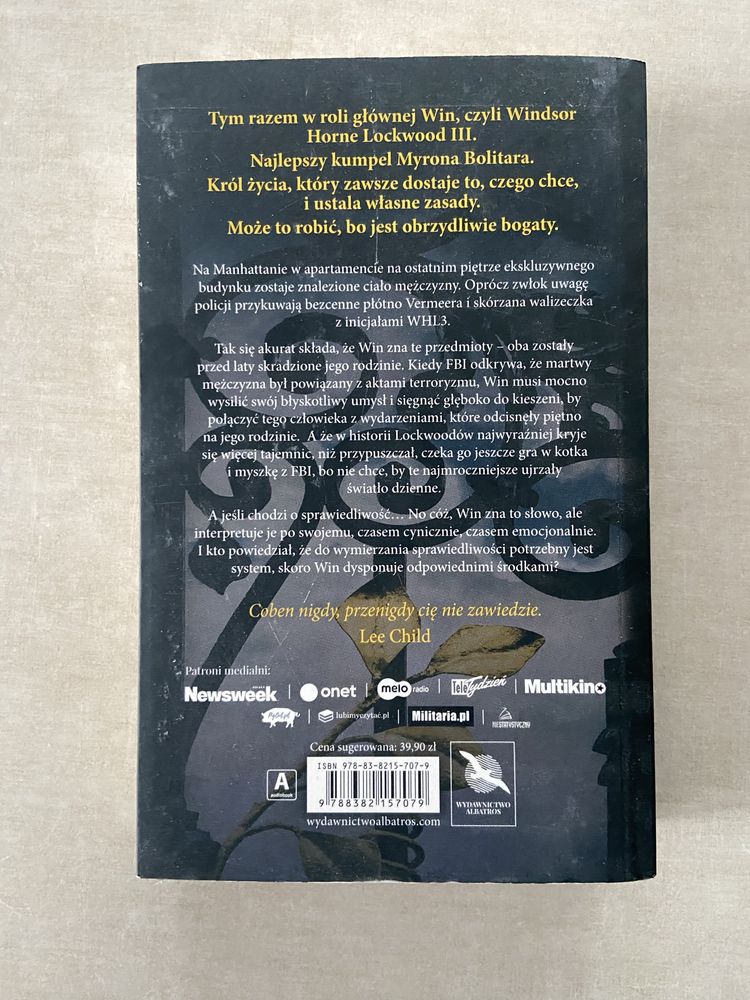 Tym razem w roli głównej Win, czyli Windsor
Horne Lockwood III.
Najlepszy kumpel Myrona Bolitara.
Król życia, który zawsze dostaje to, czego chce,
i ustala własne zasady.
Może to robić, bo jest obrzydliwie bogaty.
Na Manhattanie w apartamencie na ostatnim piętrze ekskluzywnego
budynku zostaje znalezione ciało mężczyzny. Oprócz zwłok uwagę
policji przykuwają bezcenne płótno Vermeera i skórzana walizeczka
z inicjałami WHL3.
Tak się akurat składa, że Win zna te przedmioty – oba zostały
przed laty skradzione jego rodzinie. Kiedy FBI odkrywa, że martwy
mężczyzna był powiązany z aktami terroryzmu, Win musi mocno
wysilić swój błyskotliwy umysł i sięgnąć głęboko do kieszeni, by
połączyć tego człowieka z wydarzeniami, które odcisnęły piętno
na jego rodzinie. A że w historii Lockwoodów najwyraźniej kryje
się więcej tajemnic, niż przypuszczał, czeka go jeszcze gra w kotka
i myszkę z FBI, bo nie chce, by te najmroczniejsze ujrzały
światło dzienne.
A jeśli chodzi o sprawiedliwość… No cóż, Win zna to słowo, ale
interpretuje je po swojemu, czasem cynicznie, czasem emocjonalnie.
I kto powiedział, że do wymierzania sprawiedliwości potrzebny jest
system, skoro Win dysponuje odpowiednimi środkami?
Coben nigdy, przenigdy cię nie zawiedzie.
Lee Child
Patroni medialni:
Newsweek POLSKA | onet | melo radio | Tele Tydzień | Multikino
| lubimyczytać.pl | Militaria.pl | NIESTATYSTYCZNY
Cena sugerowana: 39,90 zł
ISBN 978-83-8215-707-9
9 788382 157079
A audiobook
wydawnictwoalbatros.com
WYDAWNICTWO
ALBATROS